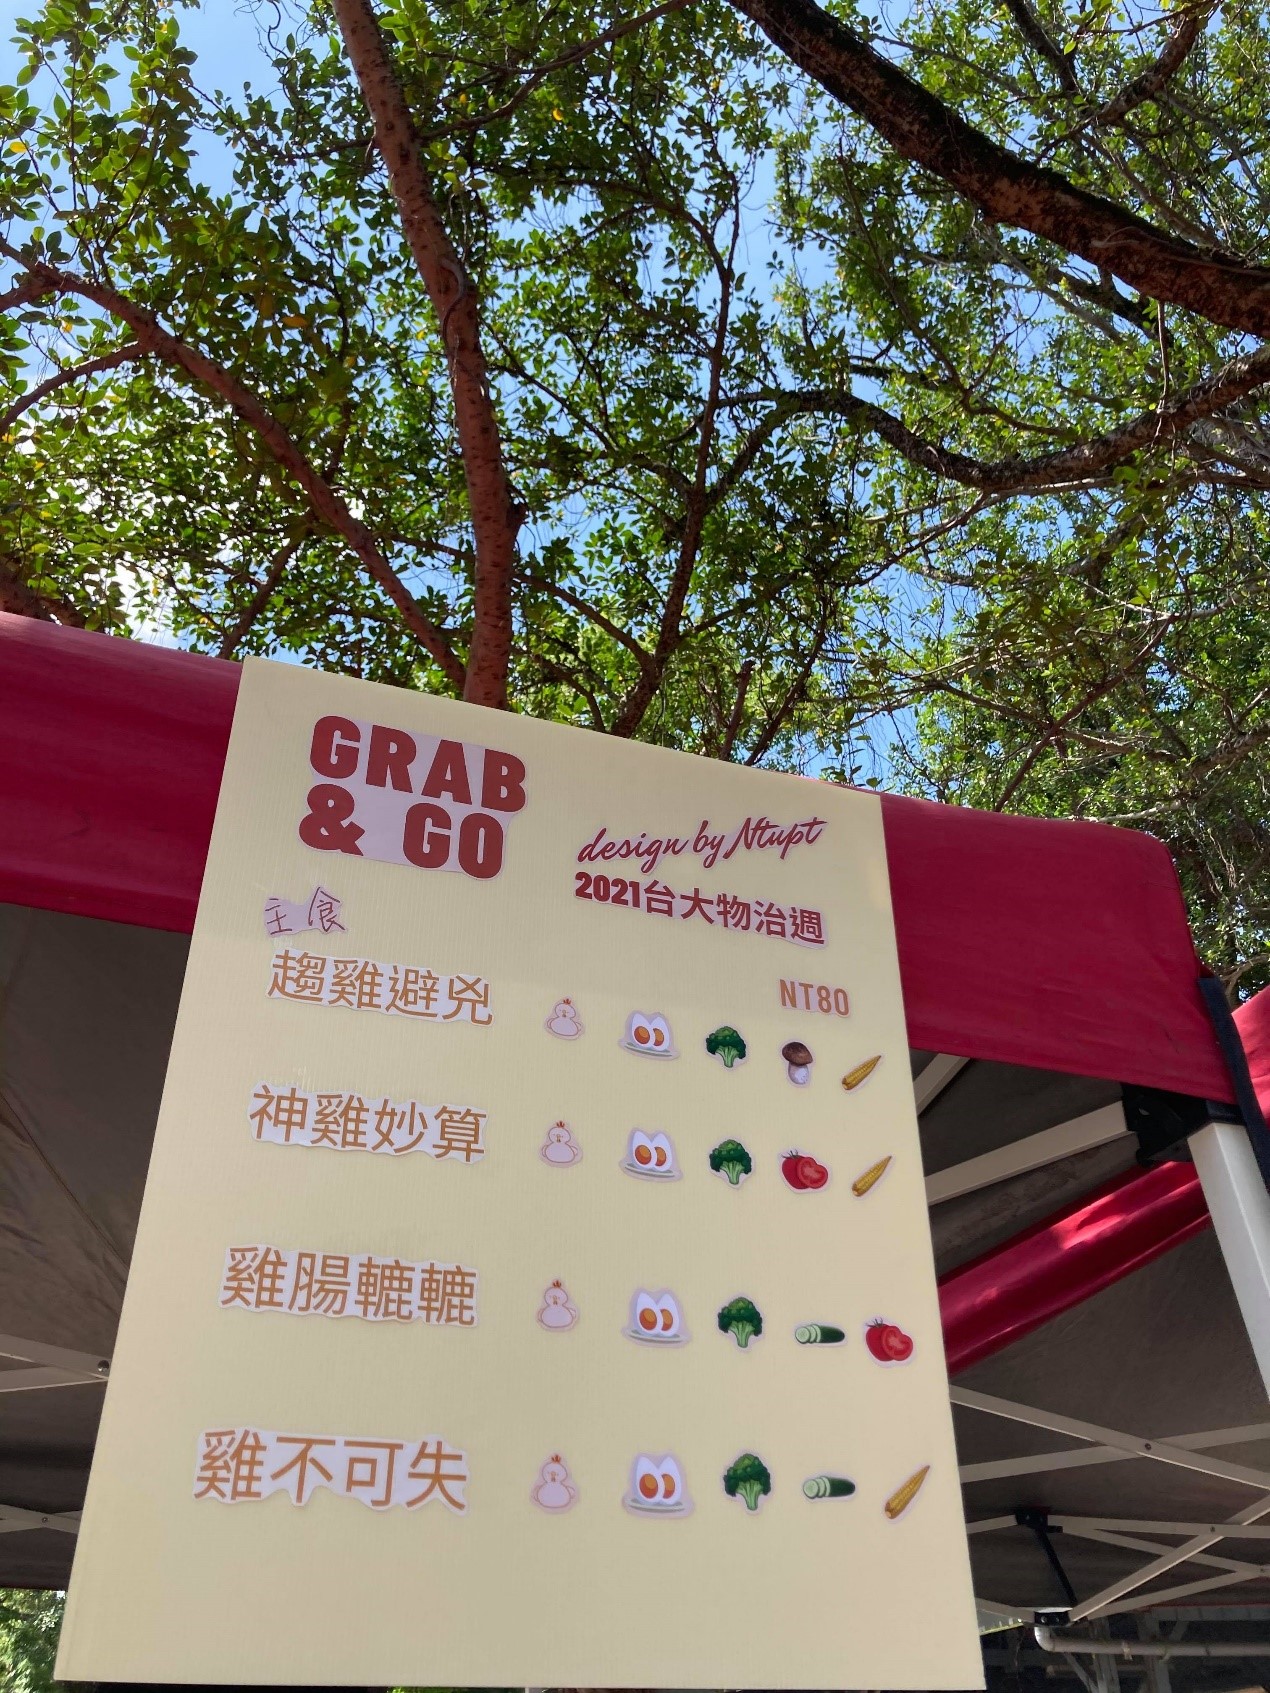 GRAB
& GO
design by Ntupt
2021台大物治週
主食
趨雞避兇
NT80
神雞妙算
雞腸轆轆
雞不可失